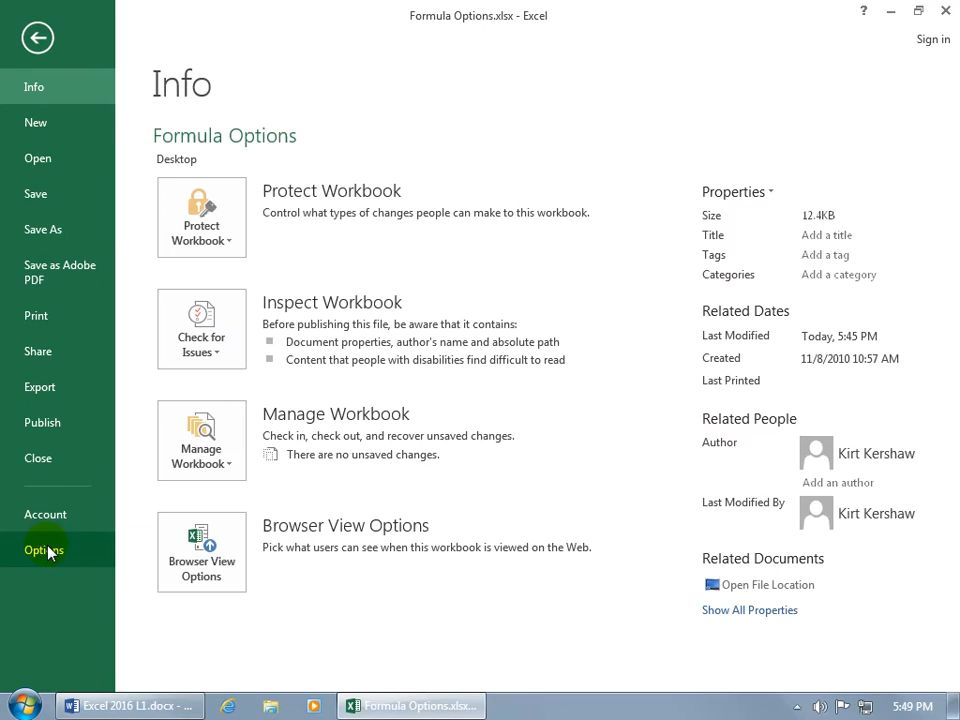 Formula Options.xlsx - Excel
?
Sign in
Info
New
Open
Save
Save As
Save as Adobe
PDF
Print
Share
Export
Publish
Close
Account
Options
Info
Formula Options
Desktop
Protect
Workbook
Protect Workbook
Control what types of changes people can make to this workbook.
Check for
Issues
Inspect Workbook
Before publishing this file, be aware that it contains:
Document properties, author's name and absolute path
Content that people with disabilities find difficult to read
Manage
Workbook
Manage Workbook
Check in, check out, and recover unsaved changes.
There are no unsaved changes.
Browser View
Options
Browser View Options
Pick what users can see when this workbook is viewed on the Web.
Properties
Size 12.4KB
Title Add a title
Tags Add a tag
Categories Add a category
Related Dates
Last Modified Today, 5:45 PM
Created 11/8/2010 10:57 AM
Last Printed
Related People
Author Kirt Kershaw
Add an author
Last Modified By Kirt Kershaw
Related Documents
Open File Location
Show All Properties
Excel 2016 L1.docx - ...
Formula Options.xlsx...
5:49 PM